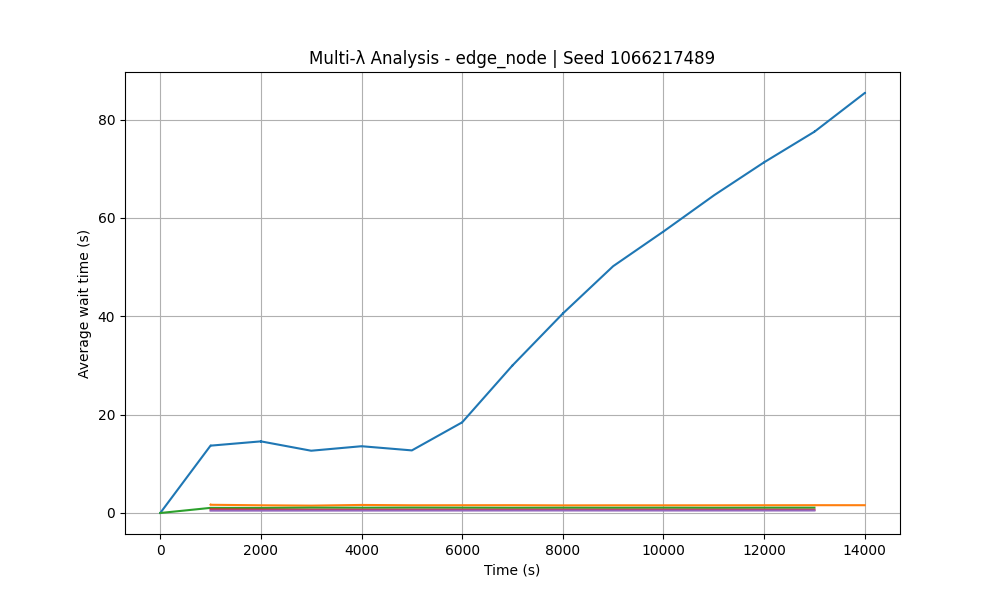 Multi-λ Analysis - edge_node | Seed 1066217489
Average wait time (s)
80
60
40
20
0
0 2000 4000 6000 8000 10000 12000 14000
Time (s)